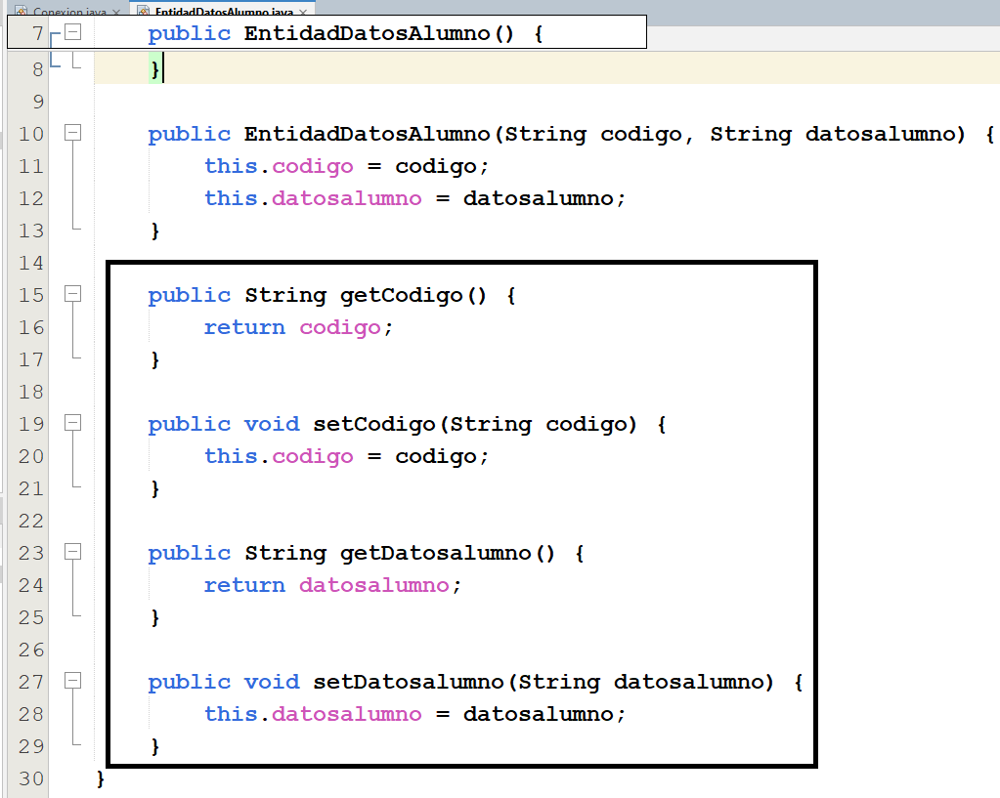 Conexion.java × EntidadDatosAlumno.java ×
7 public EntidadDatosAlumno() {
8 }
9
10 public EntidadDatosAlumno(String codigo, String datosalumno) {
11 this.codigo = codigo;
12 this.datosalumno = datosalumno;
13 }
14
15 public String getCodigo() {
16 return codigo;
17 }
18
19 public void setCodigo(String codigo) {
20 this.codigo = codigo;
21 }
22
23 public String getDatosalumno() {
24 return datosalumno;
25 }
26
27 public void setDatosalumno(String datosalumno) {
28 this.datosalumno = datosalumno;
29 }
30 }